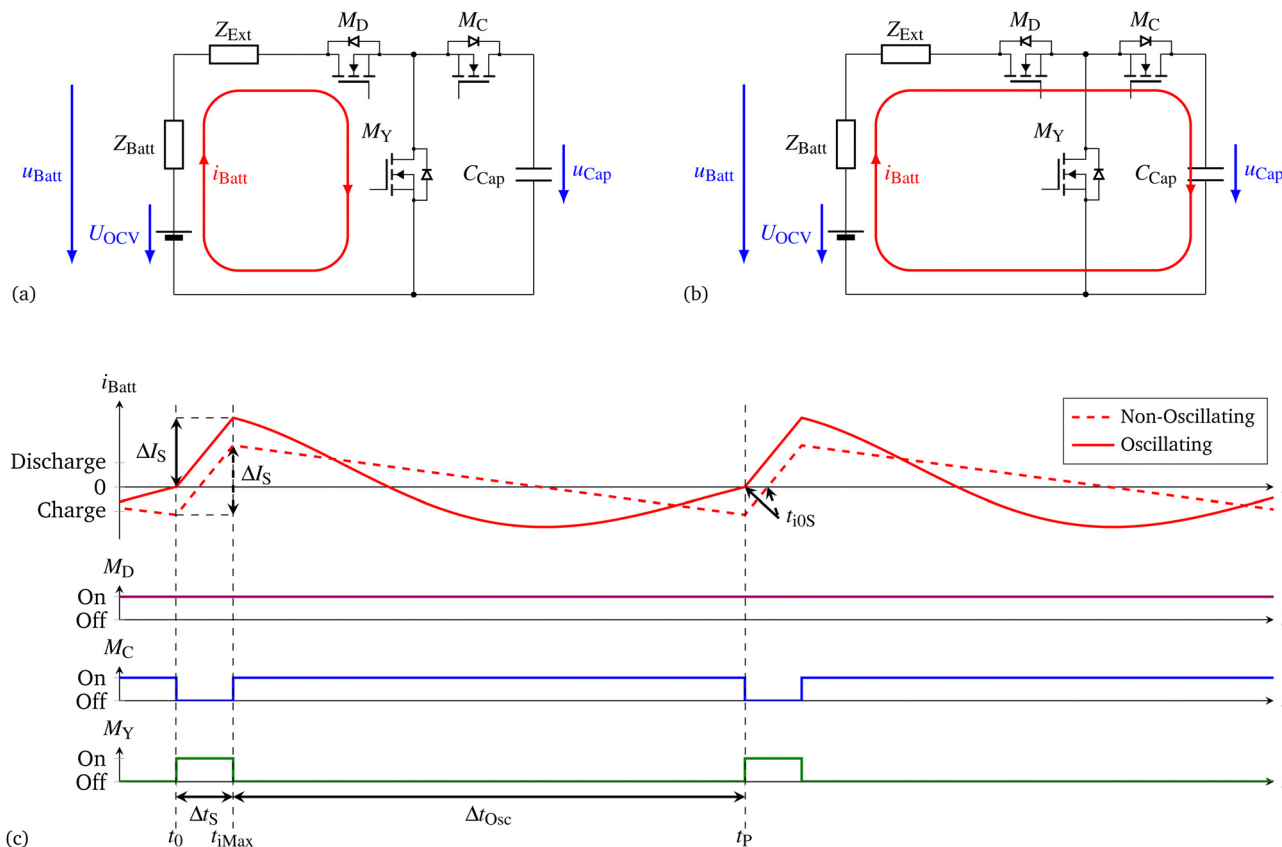 (a)
Z_Ext
M_D
M_C
Z_Batt
u_Batt
i_Batt
M_Y
C_Cap
u_Cap
U_OCV
(b)
Z_Ext
M_D
M_C
Z_Batt
u_Batt
i_Batt
M_Y
C_Cap
u_Cap
U_OCV
(c)
i_Batt
Discharge
0
Charge
ΔI_S
ΔI_S
t_i0S
Non-Oscillating
Oscillating
M_D
On
Off
M_C
On
Off
M_Y
On
Off
Δt_S
Δt_Osc
t_0
t_iMax
t_P